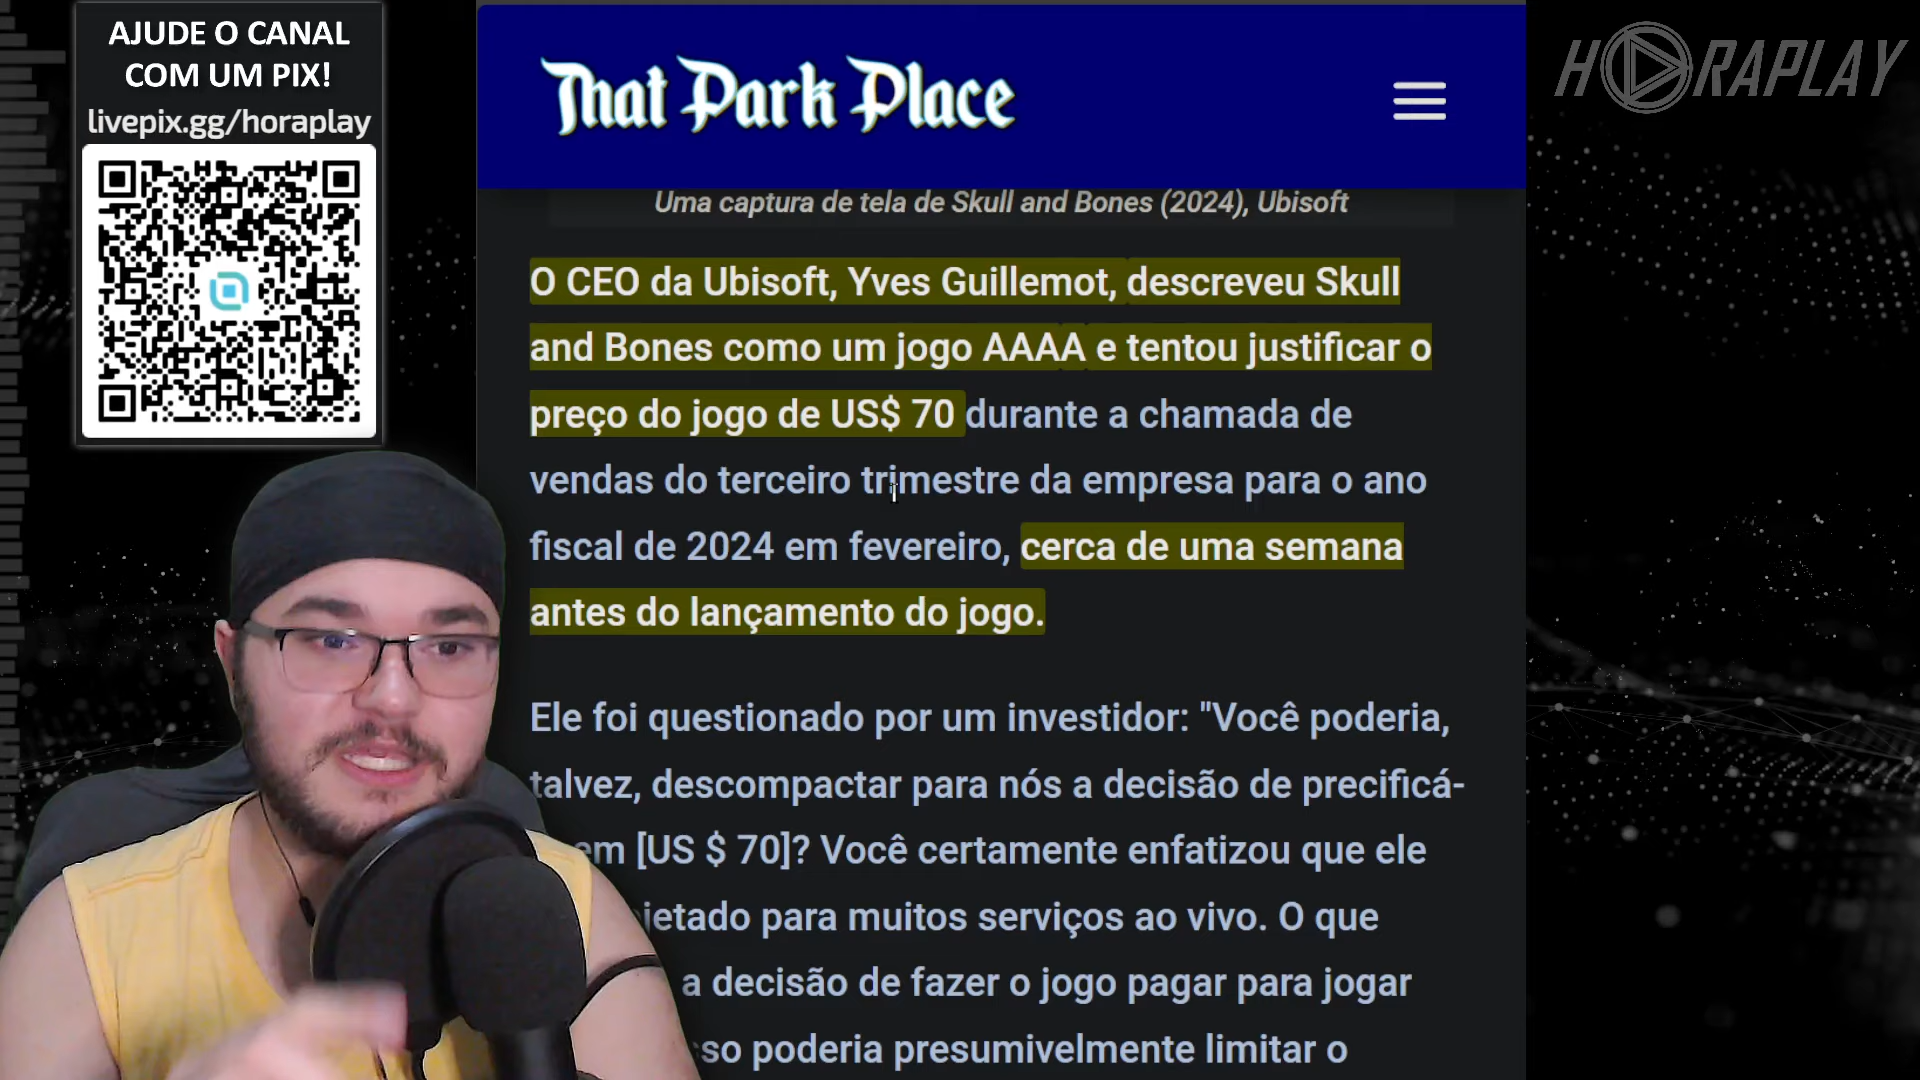 AJUDE O CANAL
COM UM PIX!
livepix.gg/horaplay
HORAPLAY
That Park Place
Uma captura de tela de Skull and Bones (2024), Ubisoft
O CEO da Ubisoft, Yves Guillemot, descreveu Skull
and Bones como um jogo AAAA e tentou justificar o
preço do jogo de US$ 70 durante a chamada de
vendas do terceiro trimestre da empresa para o ano
fiscal de 2024 em fevereiro, cerca de uma semana
antes do lançamento do jogo.
Ele foi questionado por um investidor: "Você poderia,
talvez, descompactar para nós a decisão de precificá-
em [US $ 70]? Você certamente enfatizou que ele
jetado para muitos serviços ao vivo. O que
a decisão de fazer o jogo pagar para jogar
sso poderia presumivelmente limitar o